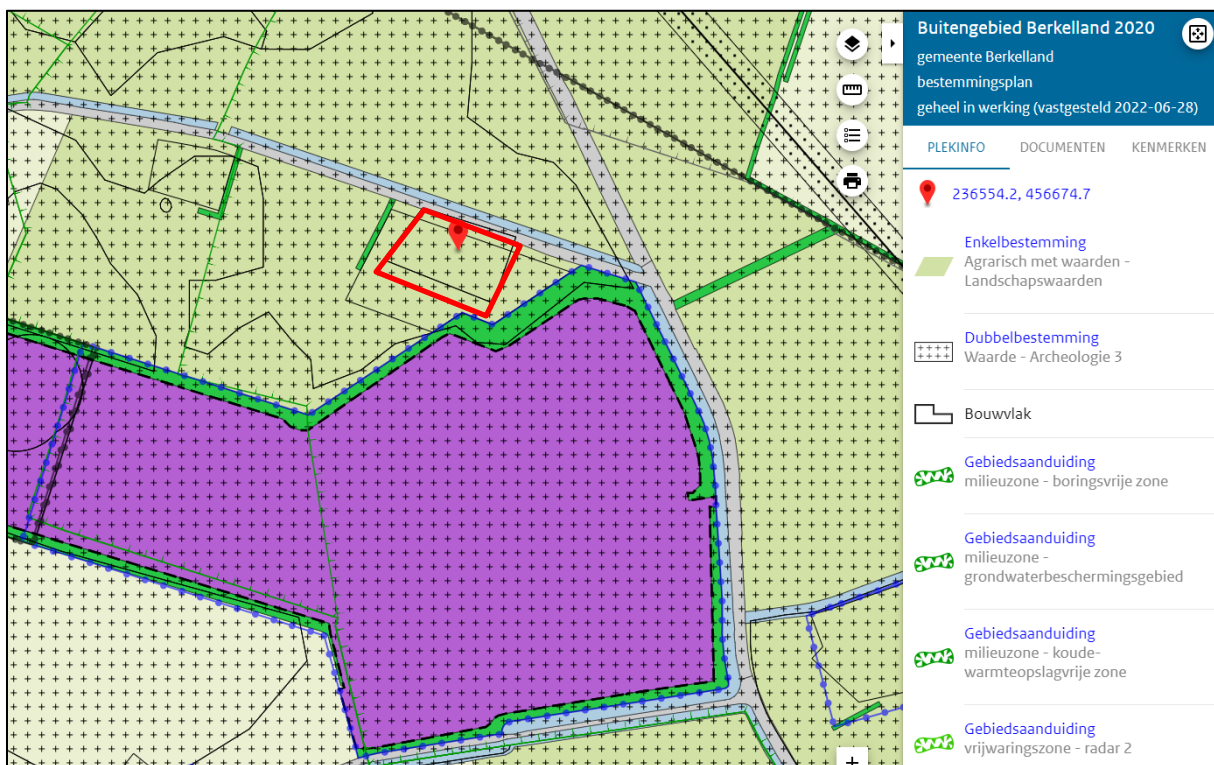 Buitengebied Berkelland 2020
gemeente Berkelland
bestemmingsplan
geheel in werking (vastgesteld 2022-06-28)
PLEKINFO DOCUMENTEN KENMERKEN
236554.2, 456674.7
Enkelbestemming
Agrarisch met waarden -
Landschapswaarden
Dubbelbestemming
Waarde - Archeologie 3
Bouwvlak
Gebiedsaanduiding
milieuzone - boringsvrije zone
Gebiedsaanduiding
milieuzone -
grondwaterbeschermingsgebied
Gebiedsaanduiding
milieuzone - koude-
warmteopslagvrije zone
Gebiedsaanduiding
vrijwaringszone - radar 2